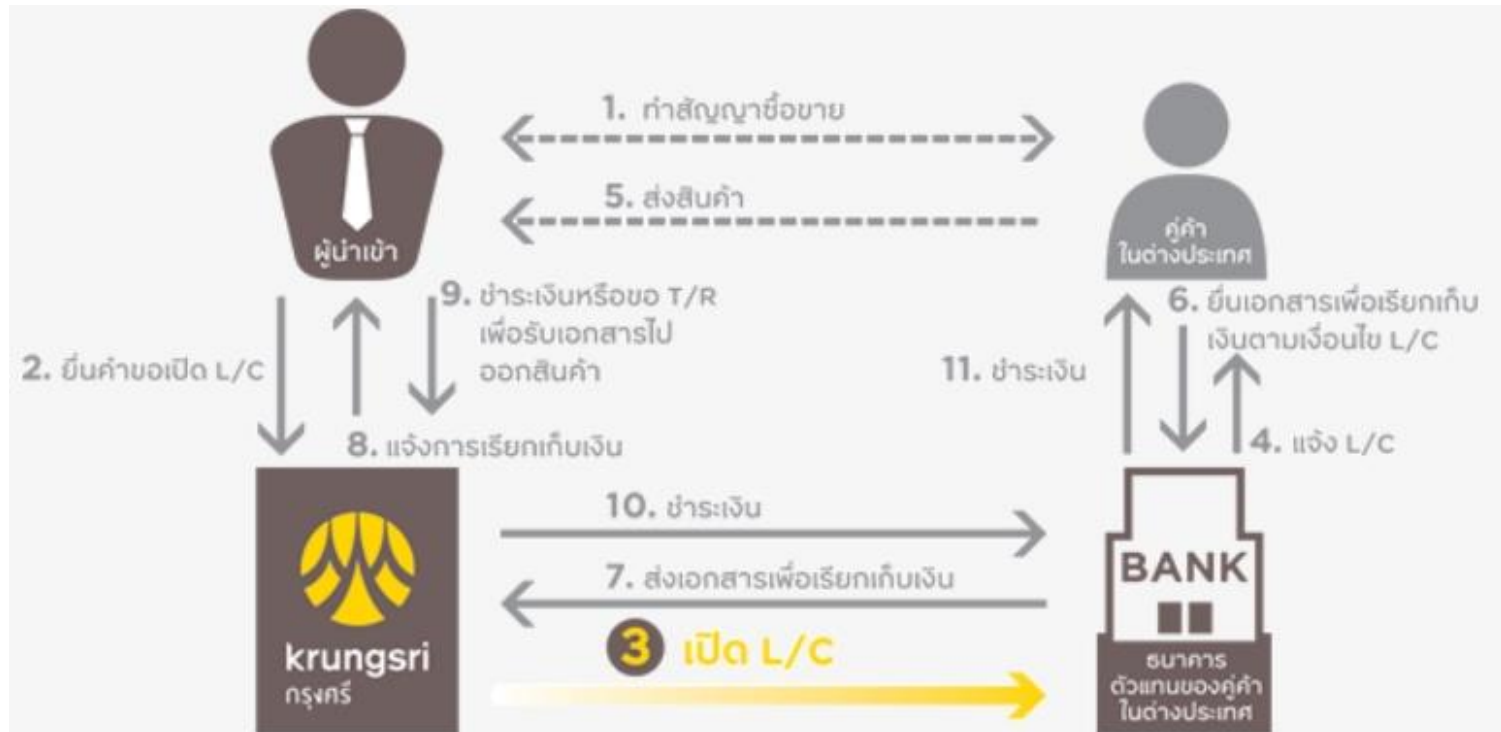 1. ทำสัญญาซื้อขาย
5. ส่งสินค้า
ผู้นำเข้า
คู่ค้า
ในต่างประเทศ
9. ชำระเงินหรือขอ T/R
เพื่อรับเอกสารไป
ออกสินค้า
6. ยื่นเอกสารเพื่อเรียกเก็บ
เงินตามเงื่อนไข L/C
2. ยื่นคำขอเปิด L/C
11. ชำระเงิน
8. แจ้งการเรียกเก็บเงิน
4. แจ้ง L/C
10. ชำระเงิน
7. ส่งเอกสารเพื่อเรียกเก็บเงิน
3 เปิด L/C
krungsri
กรุงศรี
BANK
ธนาคาร
ตัวแทนของคู่ค้า
ในต่างประเทศ